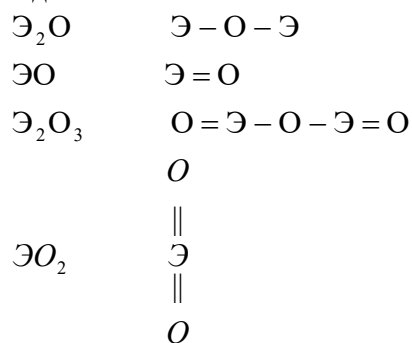 Э₂O Э – O – Э
ЭO Э = O
Э₂O₃ O = Э – O – Э = O
O
||
ЭO₂ Э
||
O